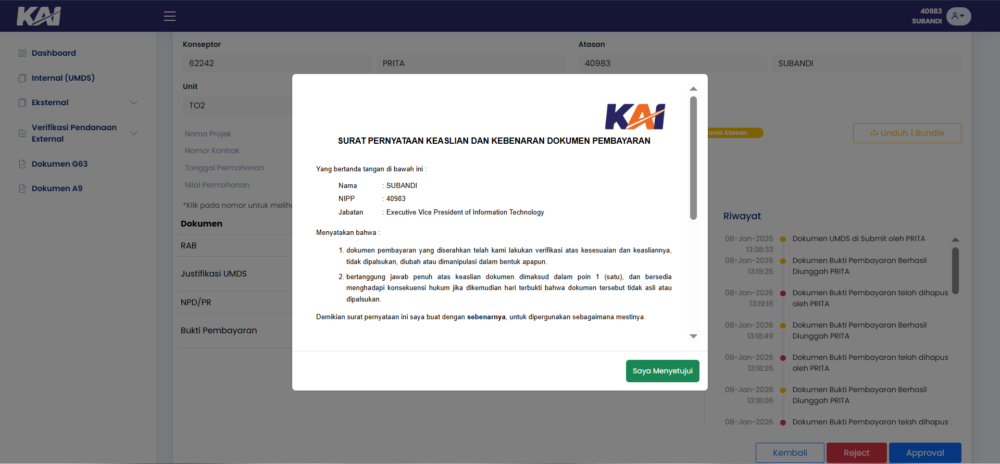 KAI
40983
SUBANDI
Dashboard
Internal (UMDS)
Eksternal
Verifikasi Pendanaan
External
Dokumen G63
Dokumen A9
Konseptor
62242
PRITA
Atasan
40983
SUBANDI
Unit
TO2
Nama Projek
Nomor Kontrak
Tanggal Permohonan
Nilai Permohonan
*Klik pada nomor untuk
Dokumen
RAB
Justifikasi UMDS
NPD/PR
Bukti Pembayaran
KAI
SURAT PERNYATAAN KEASLIAN DAN KEBENARAN DOKUMEN PEMBAYARAN
Yang bertanda tangan di bawah ini :
Nama : SUBANDI
NIPP : 40983
Jabatan : Executive Vice President of Information Technology
Menyatakan bahwa :
1. dokumen pembayaran yang diserahkan telah kami lakukan verifikasi atas kesesuaian dan keasliannya,
tidak dipalsukan, diubah atau dimanipulasi dalam bentuk apapun.
2. bertanggung jawab penuh atas keaslian dokumen dimaksud dalam poin 1 (satu), dan bersedia
menghadapi konsekuensi hukum jika dikemudian hari terbukti bahwa dokumen tersebut tidak asli atau
dipalsukan.
Demikian surat pernyataan ini saya buat dengan sebenarnya, untuk dipergunakan sebagaimana mestinya.
Saya Menyetujui
Atasan
Unduh 1 Bundle
Riwayat
08-Jan-2026 Dokumen UMDS di Submit oleh PRITA
13:38:33
08-Jan-2026 Dokumen Bukti Pembayaran Berhasil
13:19:25 Diunggah PRITA
08-Jan-2026 Dokumen Bukti Pembayaran telah dihapus
13:19:18 oleh PRITA
08-Jan-2026 Dokumen Bukti Pembayaran Berhasil
13:18:49 Diunggah PRITA
08-Jan-2026 Dokumen Bukti Pembayaran telah dihapus
13:18:26 oleh PRITA
08-Jan-2026 Dokumen Bukti Pembayaran Berhasil
13:18:06 Diunggah PRITA
08-Jan-2026 Dokumen Bukti Pembayaran telah dihapus
Kembali
Reject
Approval